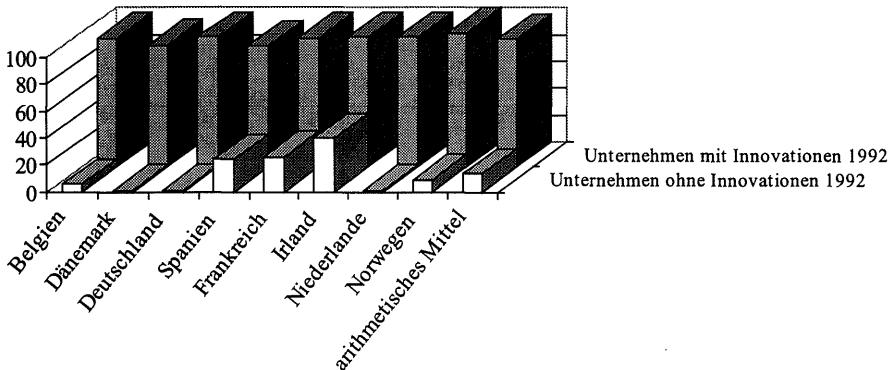 100
80
60
40
20
0
Unternehmen mit Innovationen 1992
Unternehmen ohne Innovationen 1992
Belgien
Dänemark
Deutschland
Spanien
Frankreich
Irland
Niederlande
Norwegen
arithmetisches Mittel